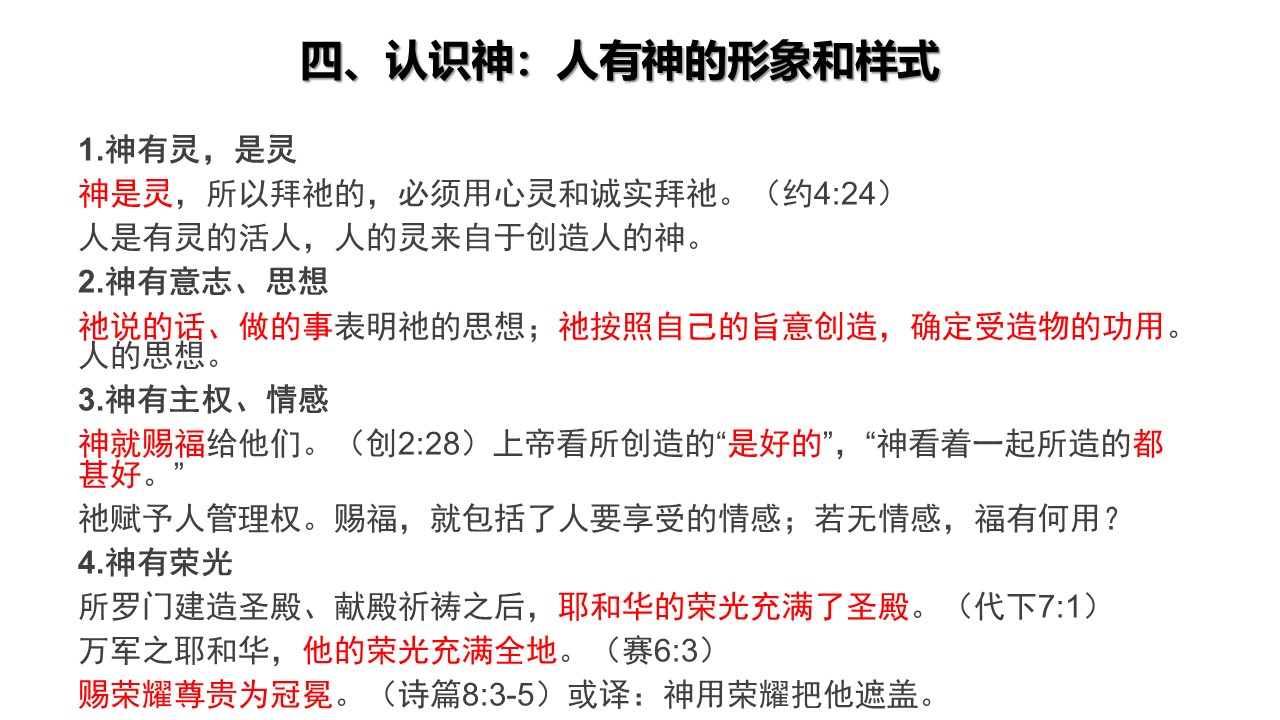 四、认识神：人有神的形象和样式
1.神有灵，是灵
神是灵，所以拜祂的，必须用心灵和诚实拜祂。（约4:24）
人是有灵的活人，人的灵来自于创造人的神。
2.神有意志、思想
祂说的话、做的事表明祂的思想；祂按照自己的旨意创造，确定受造物的功用。
人的思想。
3.神有主权、情感
神就赐福给他们。（创2:28）上帝看所创造的“是好的”，“神看着一起所造的都
甚好。”
祂赋予人管理权。赐福，就包括了人要享受的情感；若无情感，福有何用？
4.神有荣光
所罗门建造圣殿、献殿祈祷之后，耶和华的荣光充满了圣殿。（代下7:1）
万军之耶和华，他的荣光充满全地。（赛6:3）
赐荣耀尊贵为冠冕。（诗篇8:3-5）或译：神用荣耀把他遮盖。